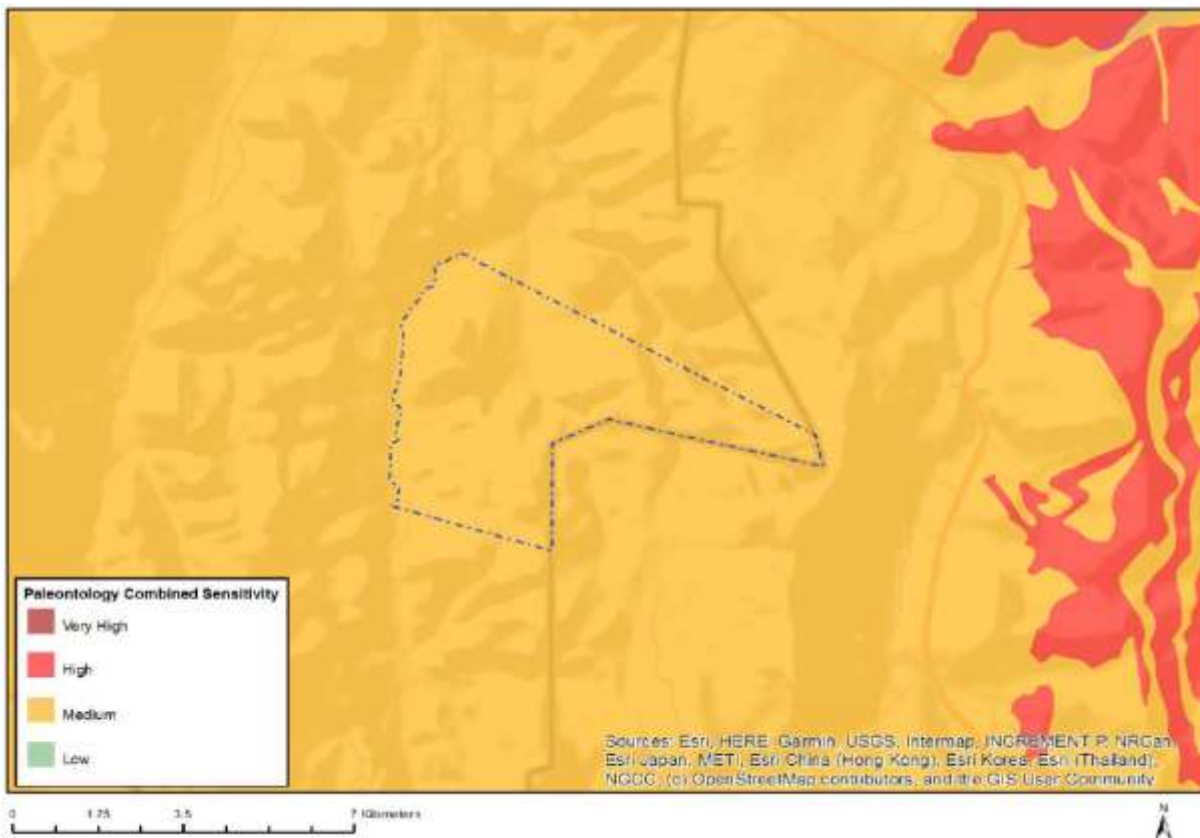 Paleontology Combined Sensitivity
Very High
High
Medium
Low
Sources: Esri, HERE, Garmin, USGS, Intermap, INCREMENT P, NRCan,
Esri Japan, METI, Esri China (Hong Kong), Esri Korea, Esri (Thailand),
NGCC, (c) OpenStreetMap contributors, and the GIS User Community
0 1.75 3.5 7 Kilometers
N